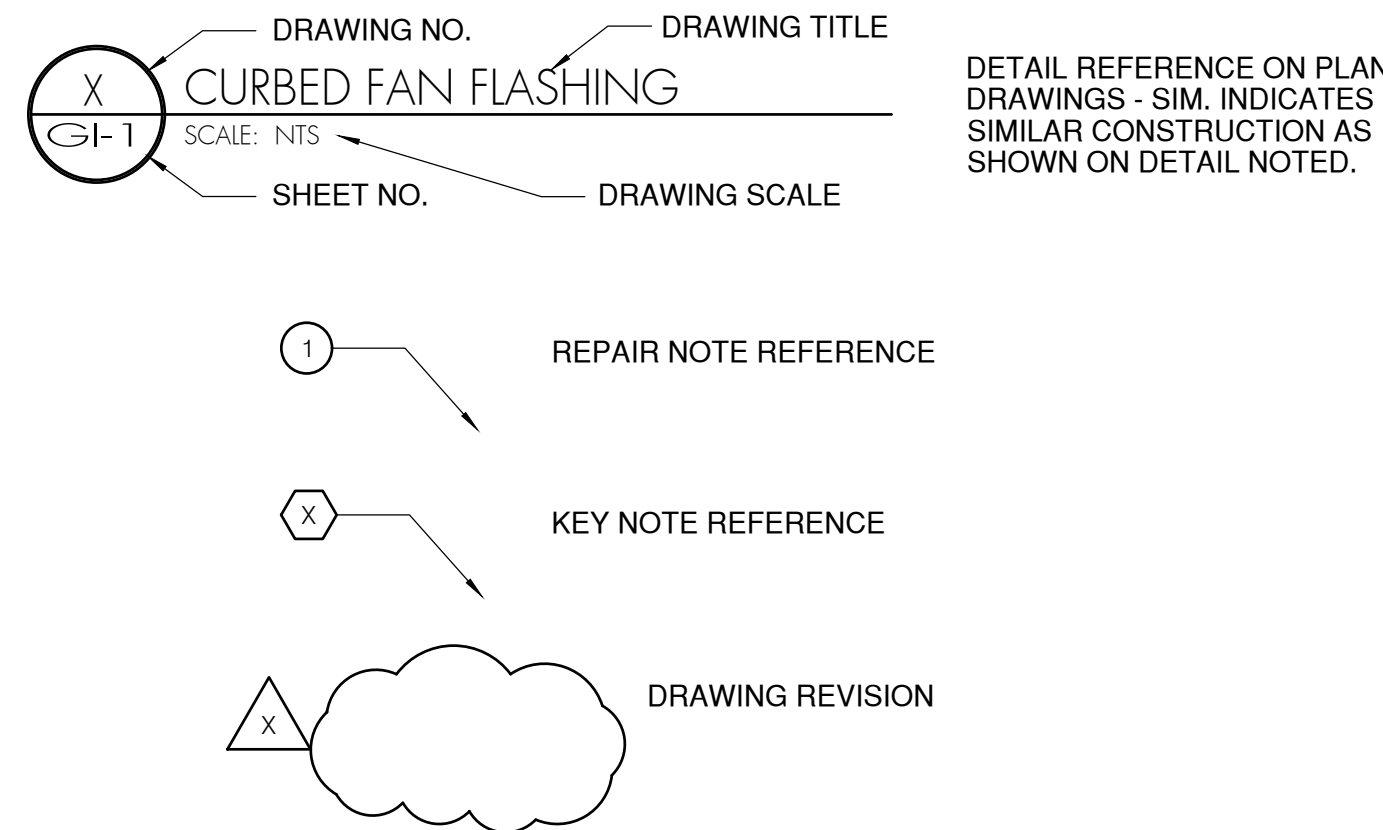 DRAWING NO.
DRAWING TITLE
X
CURBED FAN FLASHING
GI-1
SCALE: NTS
SHEET NO.
DRAWING SCALE
DETAIL REFERENCE ON PLAN
DRAWINGS - SIM. INDICATES
SIMILAR CONSTRUCTION AS
SHOWN ON DETAIL NOTED.
1
REPAIR NOTE REFERENCE
X
KEY NOTE REFERENCE
X
DRAWING REVISION